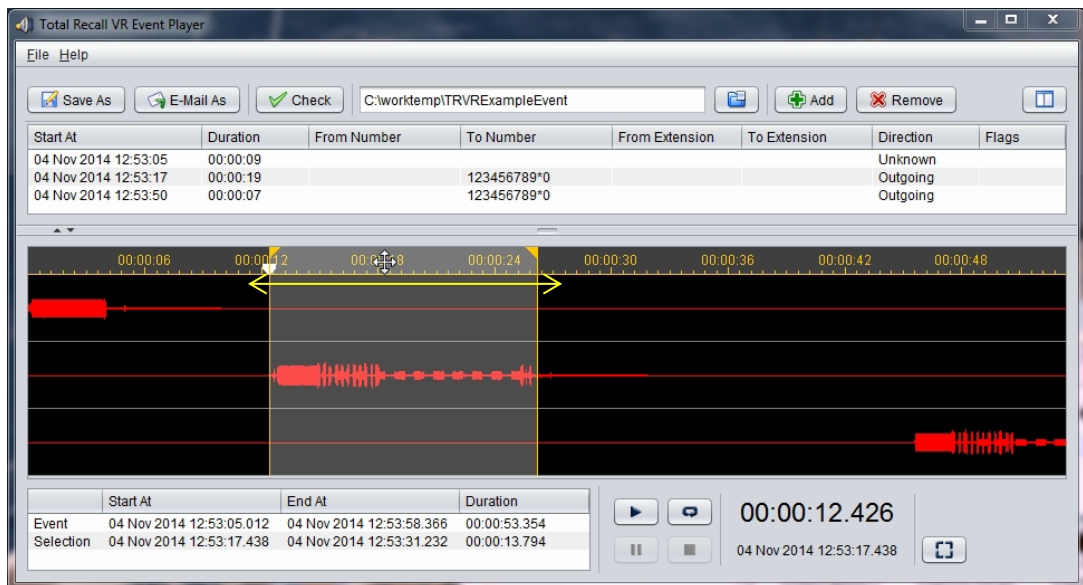 Total Recall VR Event Player
File Help
Save As E-Mail As Check C:\worktemp\TRVRExampleEvent Add Remove
Start At Duration From Number To Number From Extension To Extension Direction Flags
04 Nov 2014 12:53:05 00:00:09 Unknown
04 Nov 2014 12:53:17 00:00:19 123456789*0 Outgoing
04 Nov 2014 12:53:50 00:00:07 123456789*0 Outgoing
00:00:06 00:00:12 00:00:18 00:00:24 00:00:30 00:00:36 00:00:42 00:00:48
Start At End At Duration
Event 04 Nov 2014 12:53:05.012 04 Nov 2014 12:53:58.366 00:00:53.354
Selection 04 Nov 2014 12:53:17.438 04 Nov 2014 12:53:31.232 00:00:13.794
00:00:12.426
04 Nov 2014 12:53:17.438